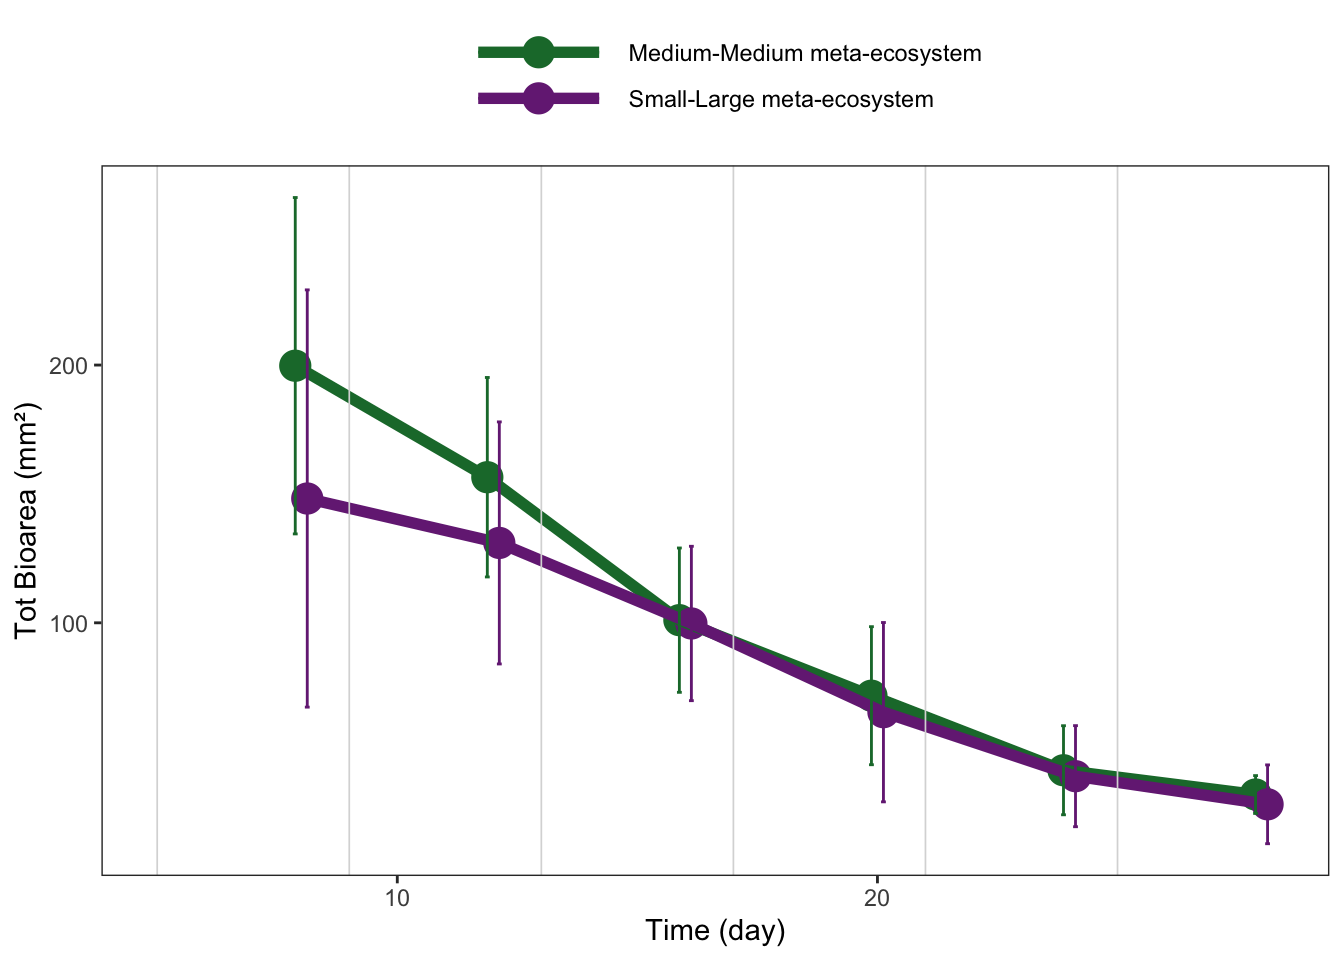 Medium-Medium meta-ecosystem
Small-Large meta-ecosystem
Tot Bioarea (mm²)
200
100
10
20
Time (day)